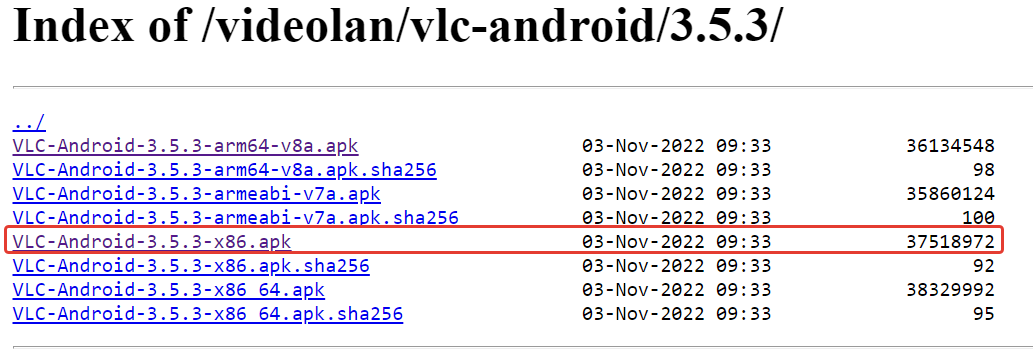 Index of /videolan/vlc-android/3.5.3/
../
VLC-Android-3.5.3-arm64-v8a.apk 03-Nov-2022 09:33 36134548
VLC-Android-3.5.3-arm64-v8a.apk.sha256 03-Nov-2022 09:33 98
VLC-Android-3.5.3-armeabi-v7a.apk 03-Nov-2022 09:33 35860124
VLC-Android-3.5.3-armeabi-v7a.apk.sha256 03-Nov-2022 09:33 100
VLC-Android-3.5.3-x86.apk 03-Nov-2022 09:33 37518972
VLC-Android-3.5.3-x86.apk.sha256 03-Nov-2022 09:33 92
VLC-Android-3.5.3-x86_64.apk 03-Nov-2022 09:33 38329992
VLC-Android-3.5.3-x86_64.apk.sha256 03-Nov-2022 09:33 95